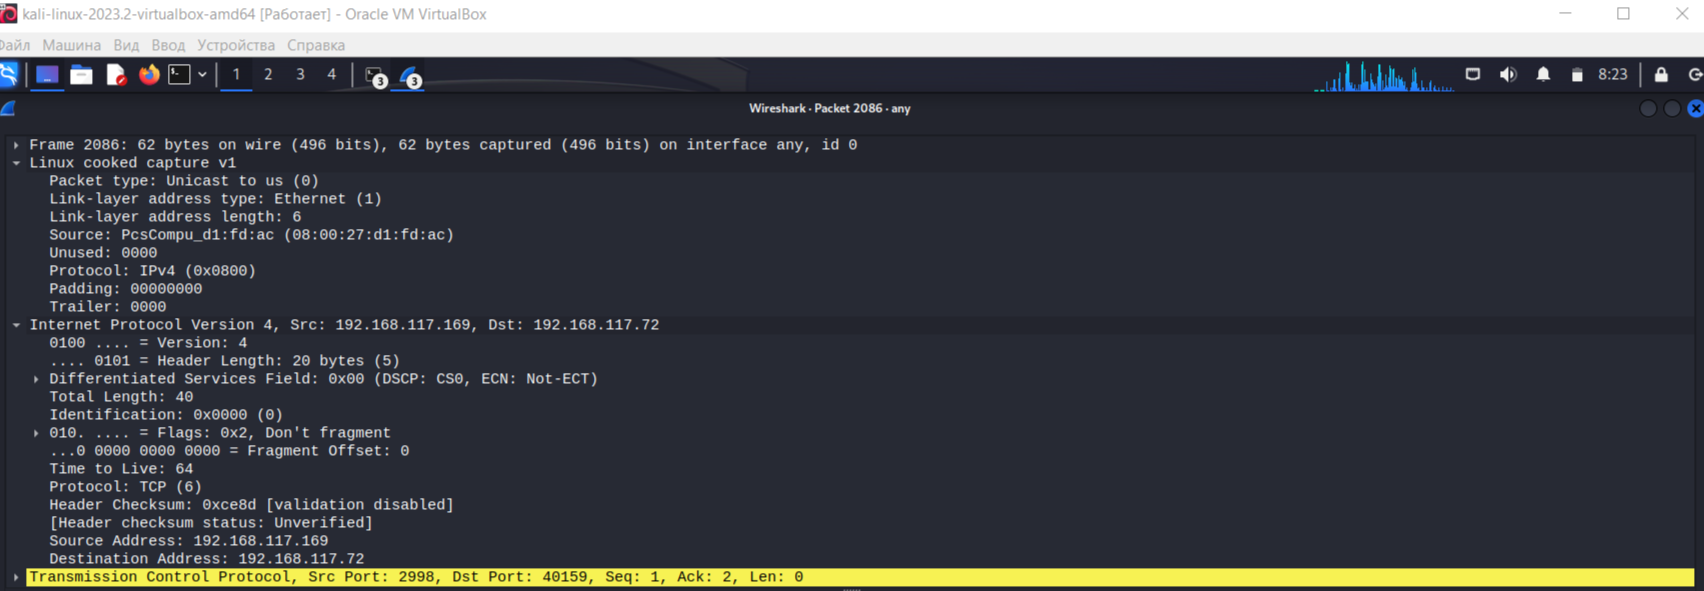 kali-linux-2023.2-virtualbox-amd64 [Работает] - Oracle VM VirtualBox
Файл Машина Вид Ввод Устройства Справка
1 2 3 4 3 3 8:23
Wireshark · Packet 2086 · any
Frame 2086: 62 bytes on wire (496 bits), 62 bytes captured (496 bits) on interface any, id 0
Linux cooked capture v1
Packet type: Unicast to us (0)
Link-layer address type: Ethernet (1)
Link-layer address length: 6
Source: PcsCompu_d1:fd:ac (08:00:27:d1:fd:ac)
Unused: 0000
Protocol: IPv4 (0x0800)
Padding: 00000000
Trailer: 0000
Internet Protocol Version 4, Src: 192.168.117.169, Dst: 192.168.117.72
0100 .... = Version: 4
.... 0101 = Header Length: 20 bytes (5)
Differentiated Services Field: 0x00 (DSCP: CS0, ECN: Not-ECT)
Total Length: 40
Identification: 0x0000 (0)
010. .... = Flags: 0x2, Don't fragment
...0 0000 0000 0000 = Fragment Offset: 0
Time to Live: 64
Protocol: TCP (6)
Header Checksum: 0xce8d [validation disabled]
[Header checksum status: Unverified]
Source Address: 192.168.117.169
Destination Address: 192.168.117.72
Transmission Control Protocol, Src Port: 2998, Dst Port: 40159, Seq: 1, Ack: 2, Len: 0